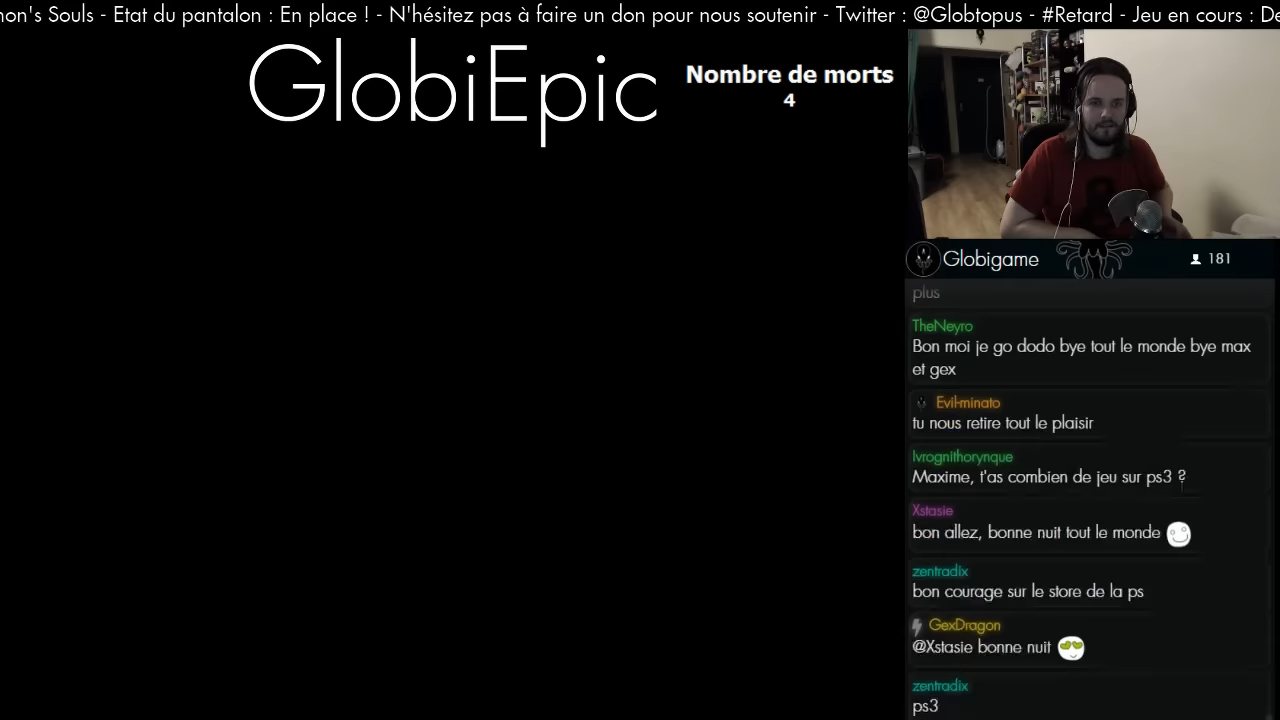 non's Souls - Etat du pantalon : En place ! - N'hésitez pas à faire un don pour nous soutenir - Twitter : @Globtopus - #Retard - Jeu en cours : De
GlobiEpic
Nombre de morts
4
Globigame
181
plus
TheNeyro
Bon moi je go dodo bye tout le monde bye max
et gex
Evil-minato
tu nous retire tout le plaisir
Ivrognithorynque
Maxime, t'as combien de jeu sur ps3 ?
Xstasie
bon allez, bonne nuit tout le monde
zentradix
bon courage sur le store de la ps
GexDragon
@Xstasie bonne nuit
zentradix
ps3